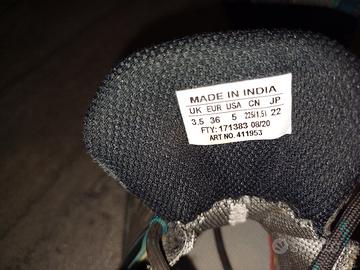 MADE IN INDIA
UK EUR USA CN JP
3.5 36 5 225(1.5) 22
FTY: 171383 08/20
ART NO. 411953
subito